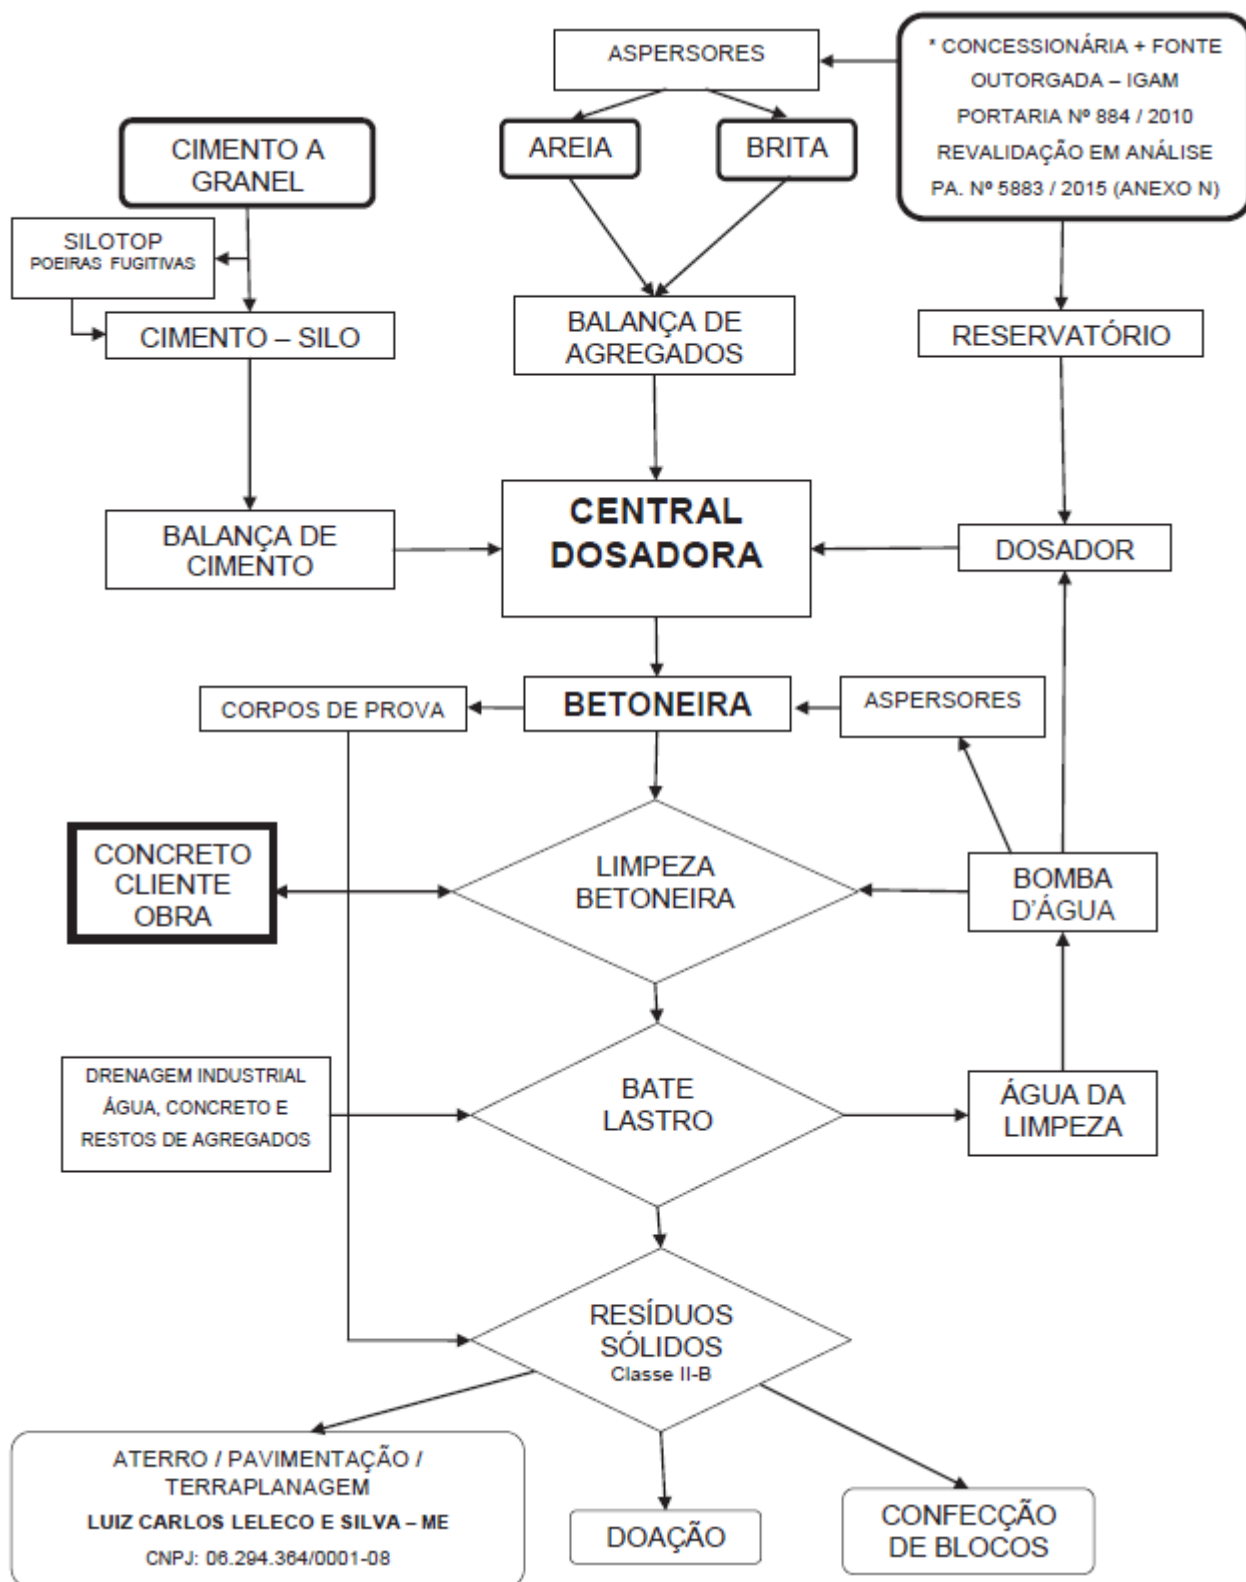 ASPERSORES
* CONCESSIONÁRIA + FONTE
OUTORGADA – IGAM
PORTARIA Nº 884 / 2010
REVALIDAÇÃO EM ANÁLISE
PA. Nº 5883 / 2015 (ANEXO N)
CIMENTO A
GRANEL
AREIA
BRITA
SILOTOP
POEIRAS FUGITIVAS
CIMENTO – SILO
BALANÇA DE
AGREGADOS
RESERVATÓRIO
BALANÇA DE
CIMENTO
CENTRAL
DOSADORA
DOSADOR
CORPOS DE PROVA
BETONEIRA
ASPERSORES
CONCRETO
CLIENTE
OBRA
LIMPEZA
BETONEIRA
BOMBA
D'ÁGUA
DRENAGEM INDUSTRIAL
ÁGUA, CONCRETO E
RESTOS DE AGREGADOS
BATE
LASTRO
ÁGUA DA
LIMPEZA
RESÍDUOS
SÓLIDOS
Classe II-B
ATERRO / PAVIMENTAÇÃO /
TERRAPLANAGEM
LUIZ CARLOS LELECO E SILVA – ME
CNPJ: 06.294.364/0001-08
DOAÇÃO
CONFECÇÃO
DE BLOCOS